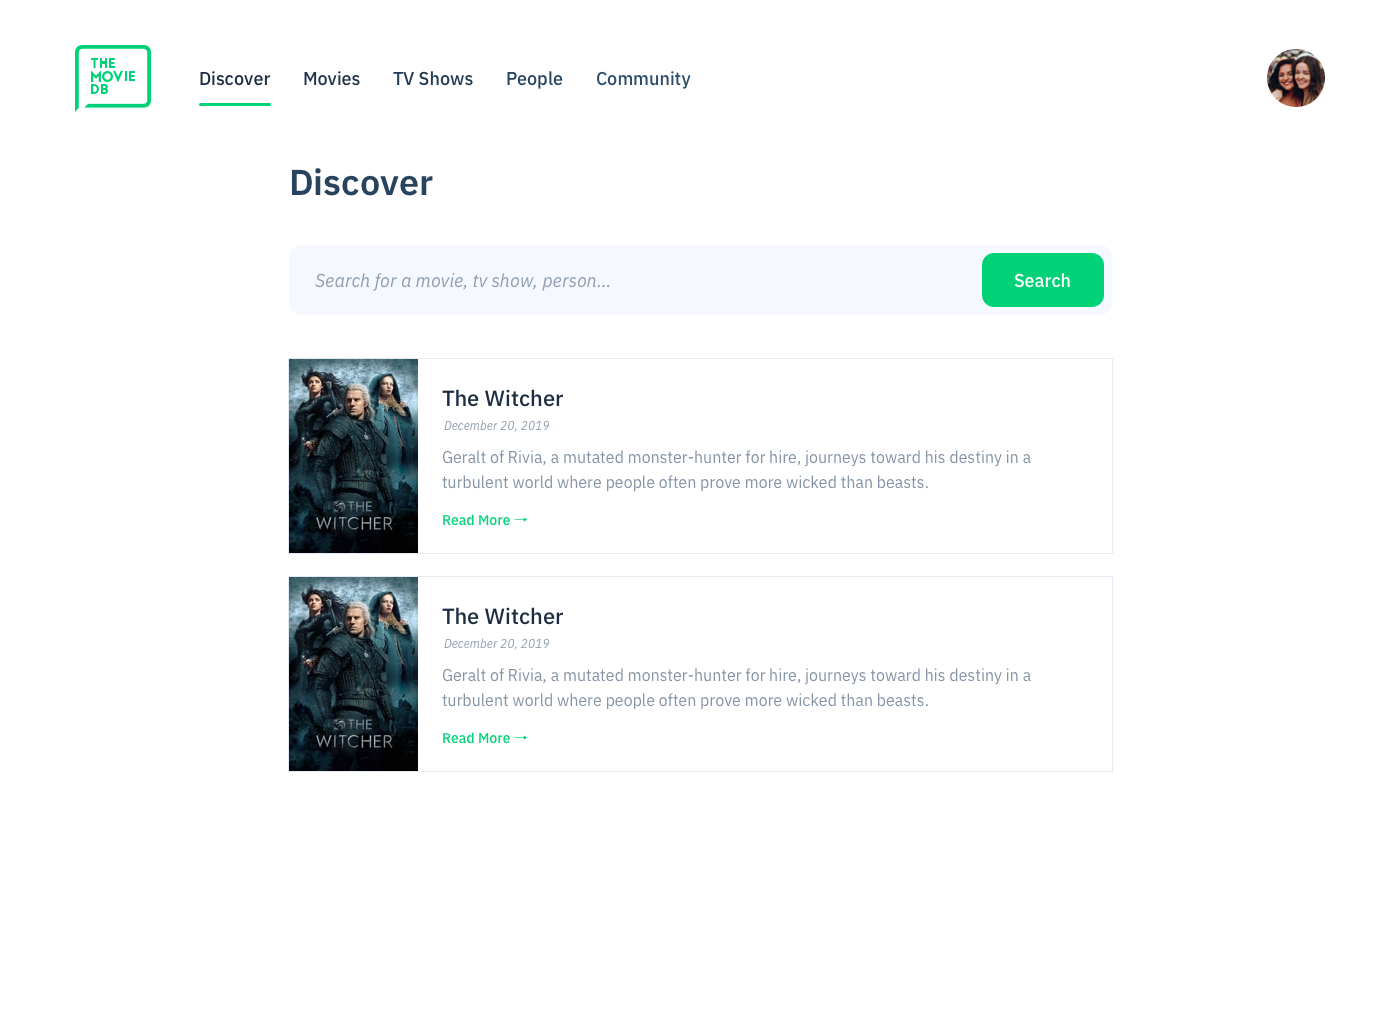 THE
MOVIE
DB
Discover Movies TV Shows People Community
Discover
Search for a movie, tv show, person... Search
The Witcher
December 20, 2019
Geralt of Rivia, a mutated monster-hunter for hire, journeys toward his destiny in a
turbulent world where people often prove more wicked than beasts.
Read More →
THE
WITCHER
The Witcher
December 20, 2019
Geralt of Rivia, a mutated monster-hunter for hire, journeys toward his destiny in a
turbulent world where people often prove more wicked than beasts.
Read More →
THE
WITCHER